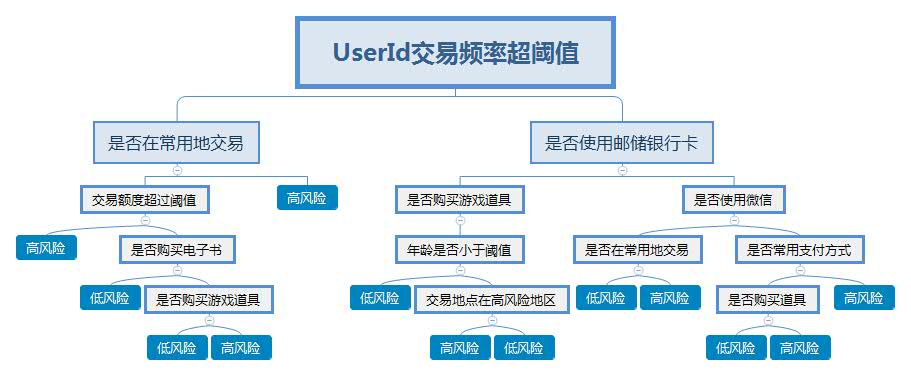 UserId交易频率超阈值
是否在常用地交易
是否使用邮储银行卡
交易额度超过阈值
高风险
是否购买游戏道具
是否使用微信
高风险
是否购买电子书
年龄是否小于阈值
是否在常用地交易
是否常用支付方式
低风险
是否购买游戏道具
低风险
交易地点在高风险地区
低风险
高风险
是否购买道具
高风险
低风险
高风险
高风险
低风险
低风险
高风险